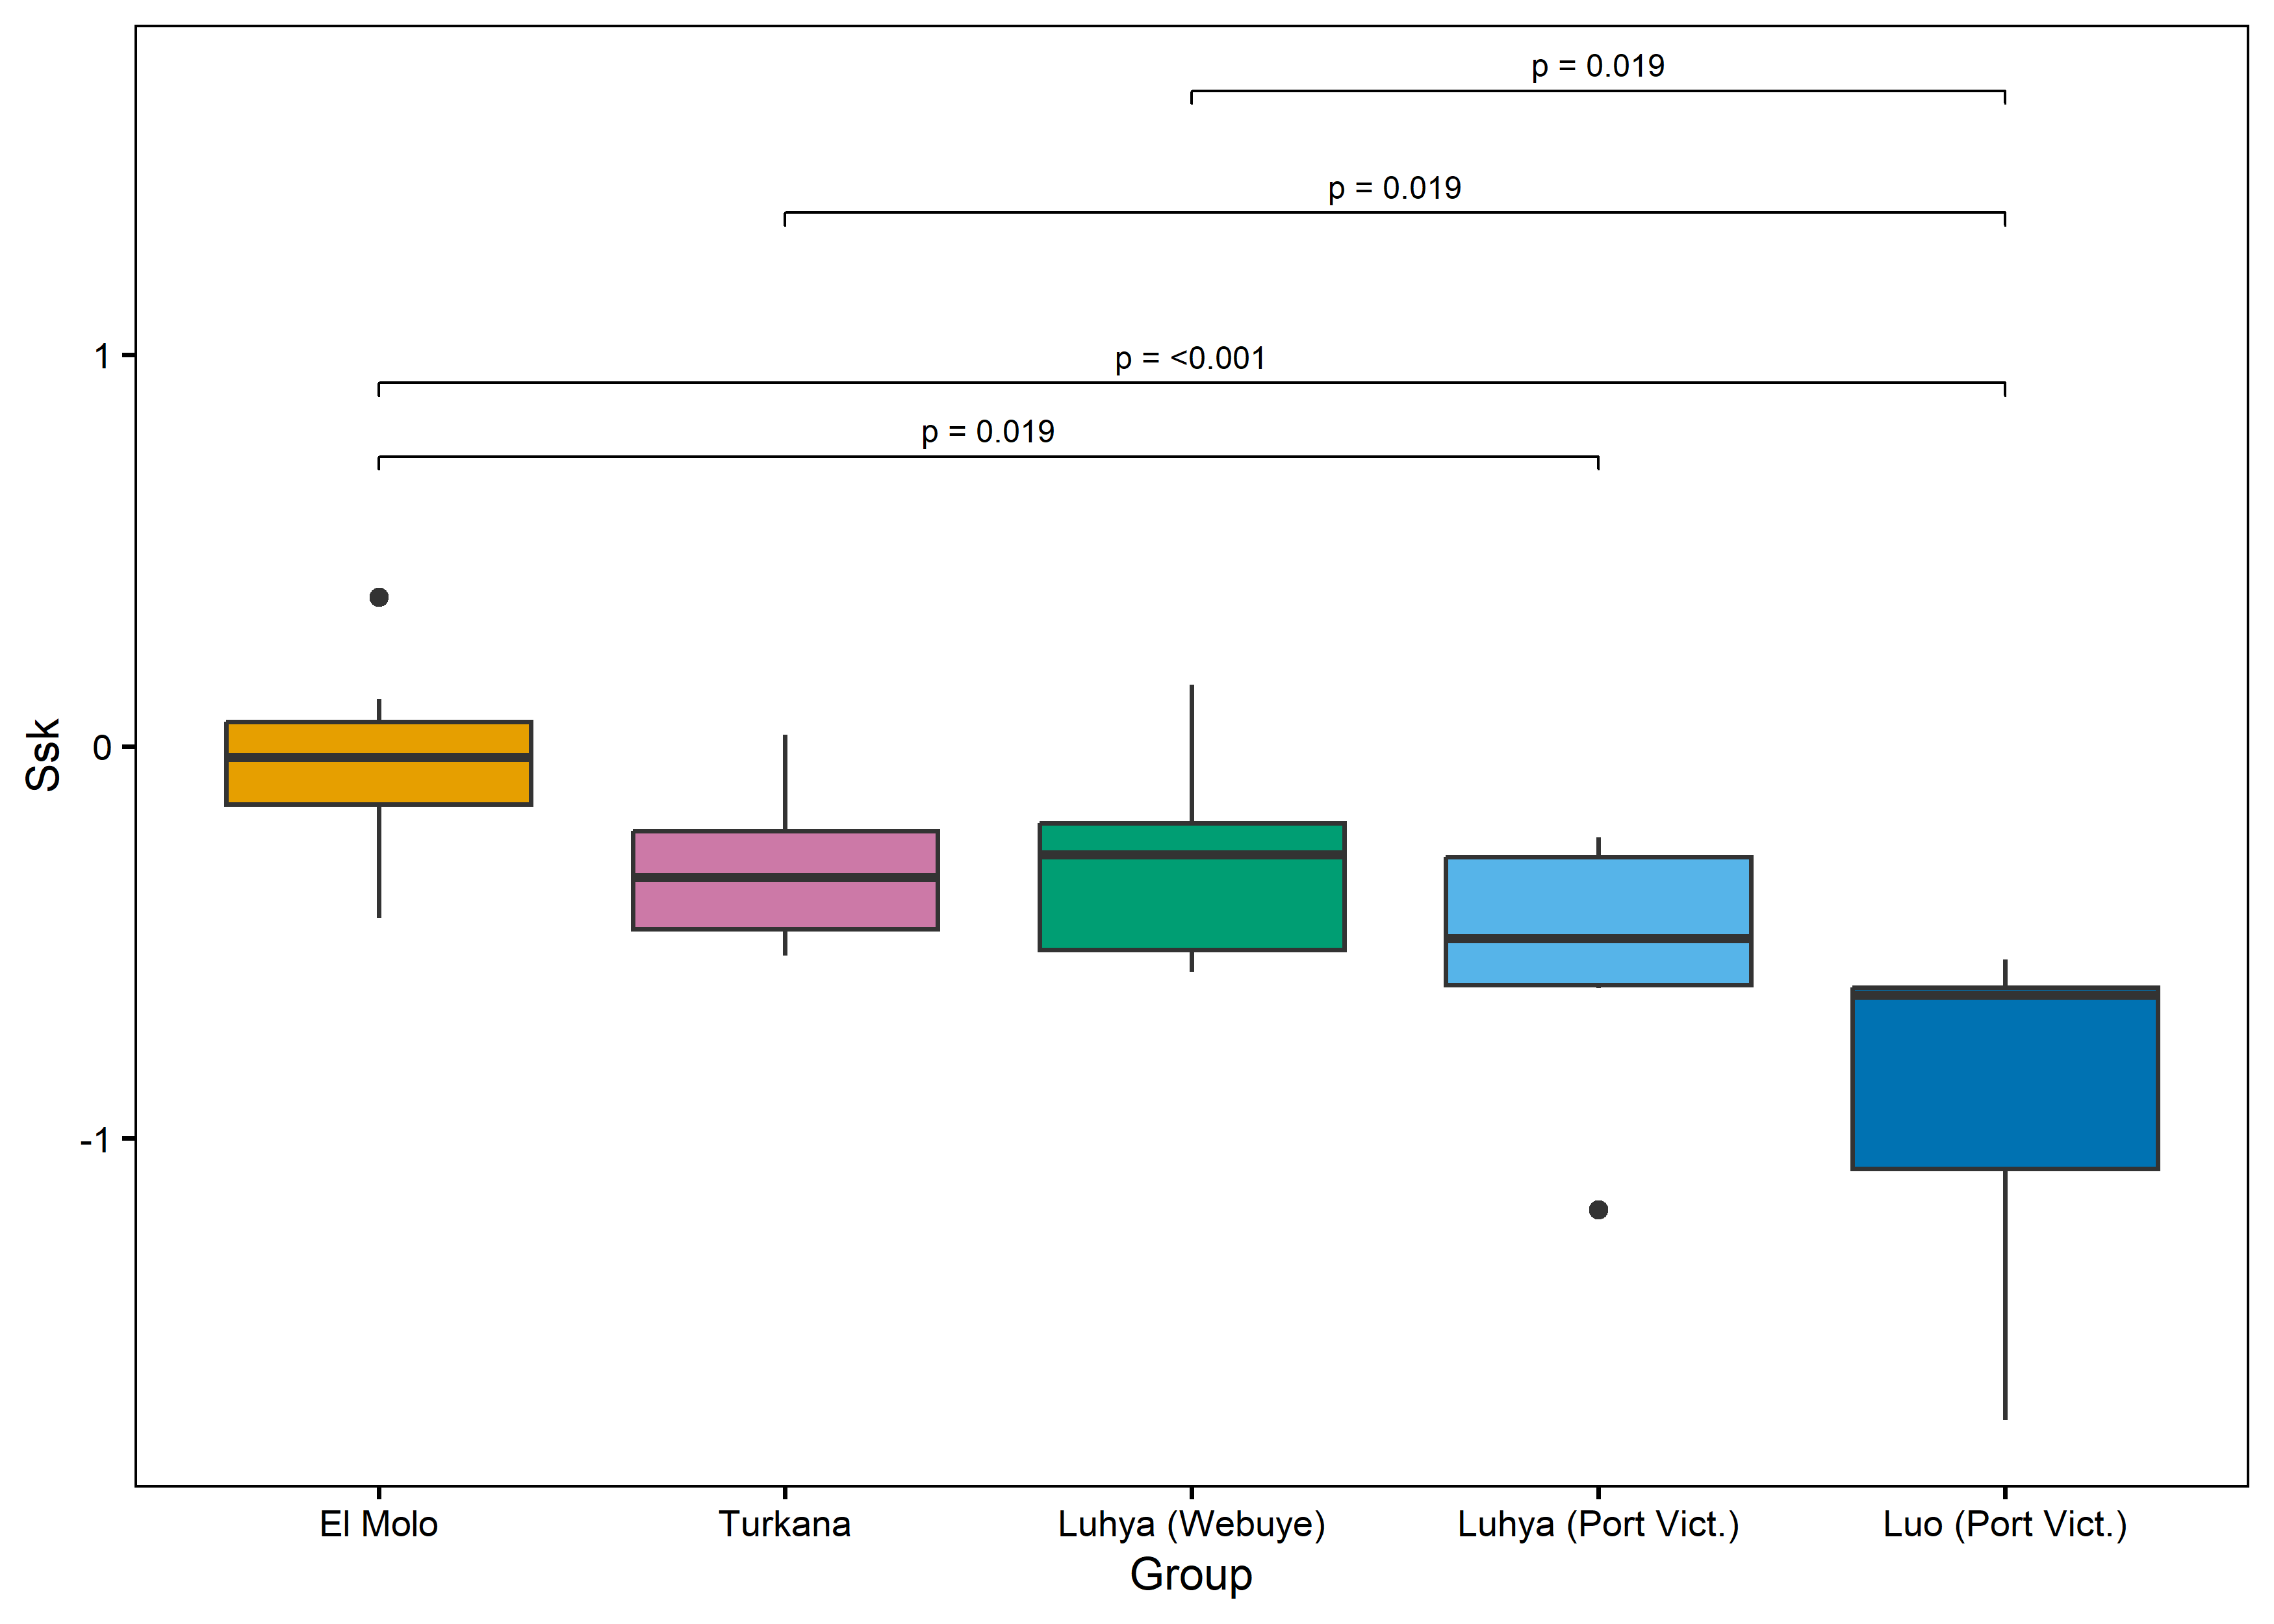 p = 0.019
p = 0.019
p = <0.001
p = 0.019
1
0
-1
Ssk
El Molo
Turkana
Luhya (Webuye)
Luhya (Port Vict.)
Luo (Port Vict.)
Group